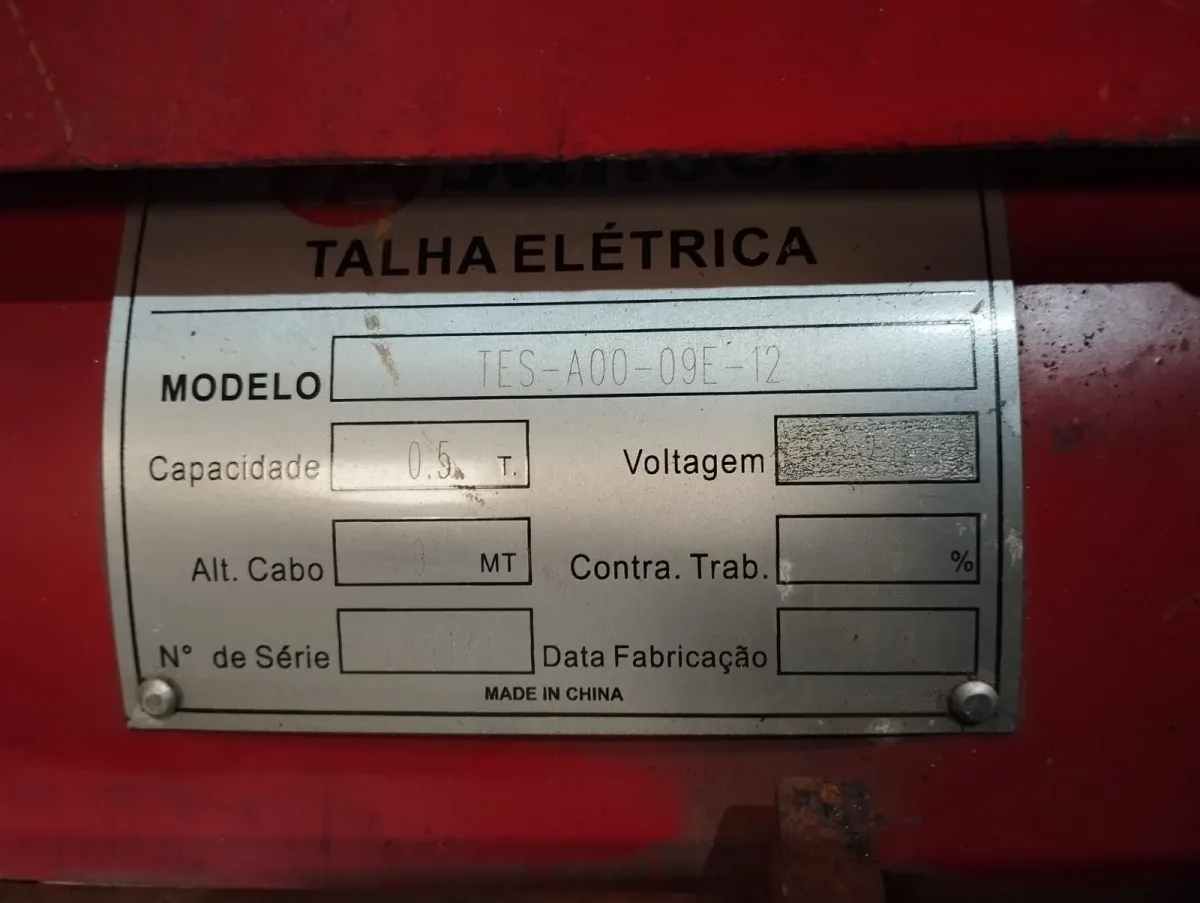 TALHA ELÉTRICA
MODELO TES-A00-09E-12
Capacidade 0.5 T. Voltagem
Alt. Cabo MT Contra. Trab. %
N° de Série Data Fabricação
MADE IN CHINA